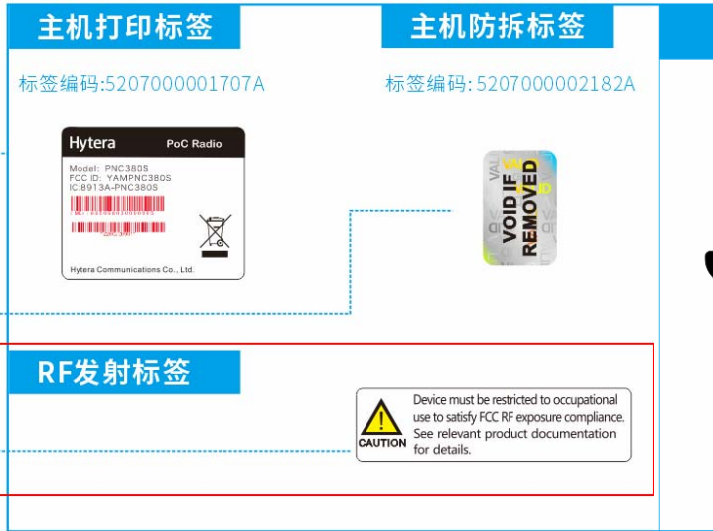 主机打印标签
标签编码:5207000001707A
Hytera
PoC Radio
Model: PNC380S
FCC ID: YAMPNC380S
IC:8913A-PNC380S
Hytera Communications Co., Ltd.
主机防拆标签
标签编码: 5207000002182A
VOID IF
REMOVED
RF发射标签
CAUTION
Device must be restricted to occupational
use to satisfy FCC RF exposure compliance.
See relevant product documentation
for details.